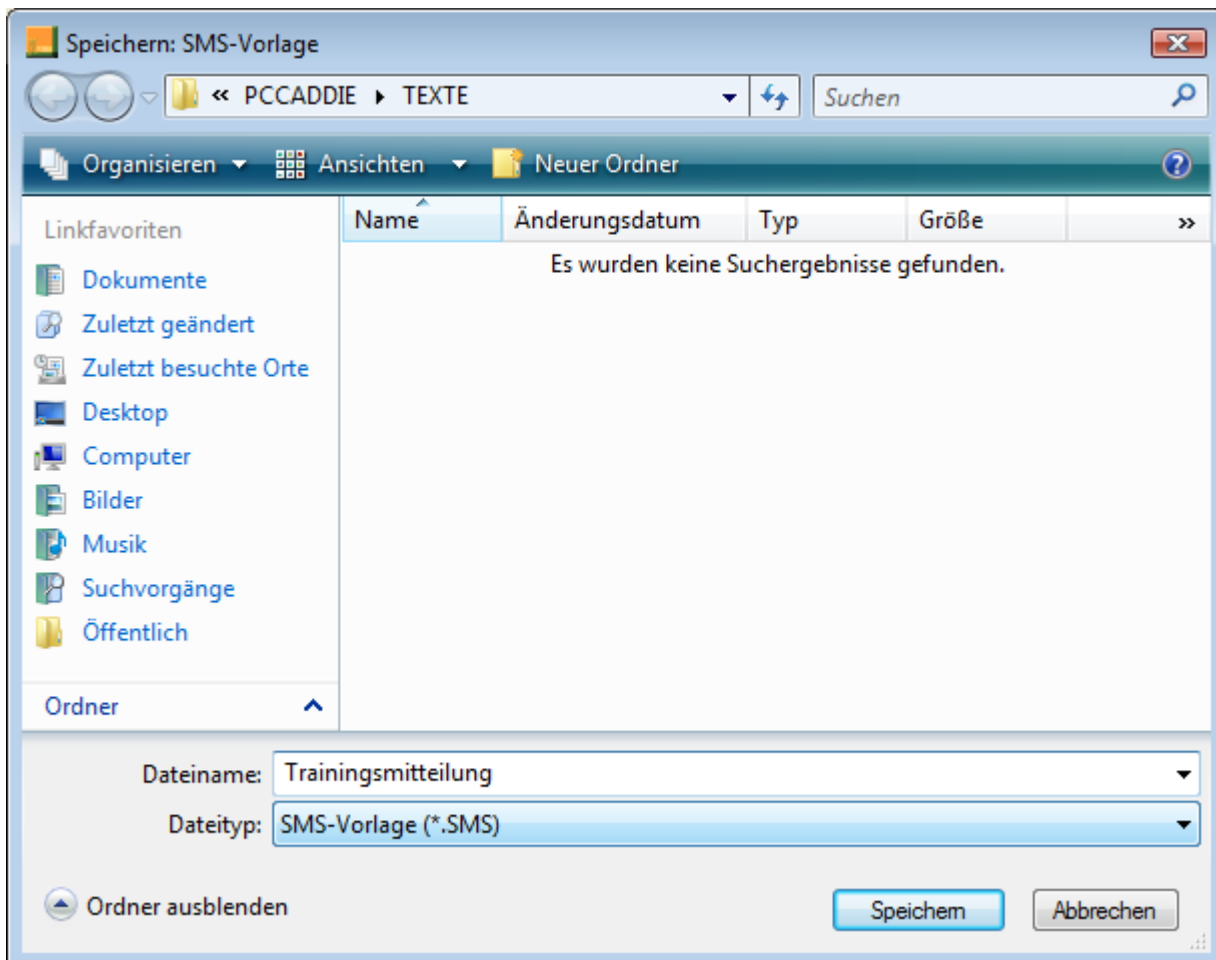 Speichern: SMS-Vorlage
« PCCADDIE ▸ TEXTE
Suchen
Organisieren Ansichten Neuer Ordner
Linkfavoriten
Name Änderungsdatum Typ Größe »
Es wurden keine Suchergebnisse gefunden.
Dokumente
Zuletzt geändert
Zuletzt besuchte Orte
Desktop
Computer
Bilder
Musik
Suchvorgänge
Öffentlich
Ordner
Dateiname: Trainingsmitteilung
Dateityp: SMS-Vorlage (*.SMS)
Ordner ausblenden
Speichern Abbrechen